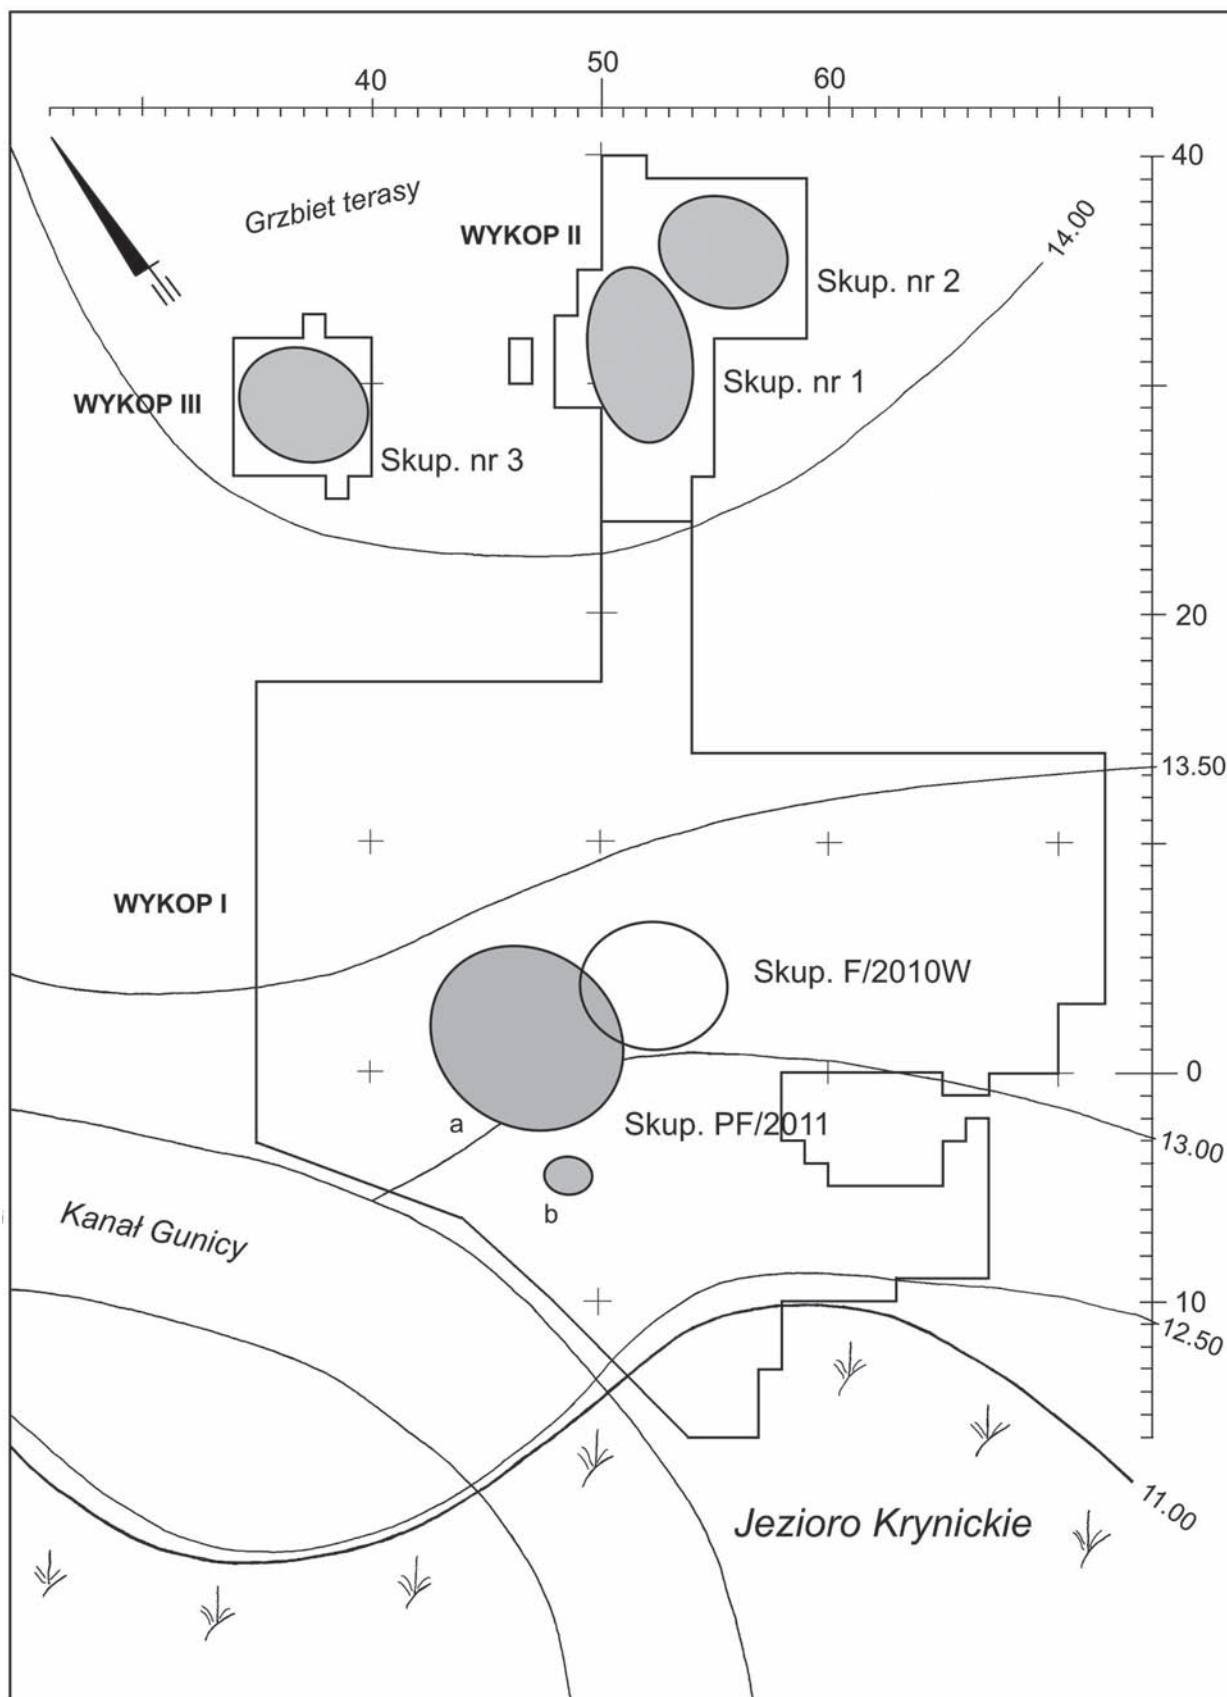 40
50
60
40
Grzbiet terasy
WYKOP II
14.00
Skup. nr 2
Skup. nr 1
WYKOP III
Skup. nr 3
20
13.50
WYKOP I
Skup. F/2010W
0
a
Skup. PF/2011
13.00
b
Kanał Gunicy
10
12.50
11.00
Jezioro Krynickie